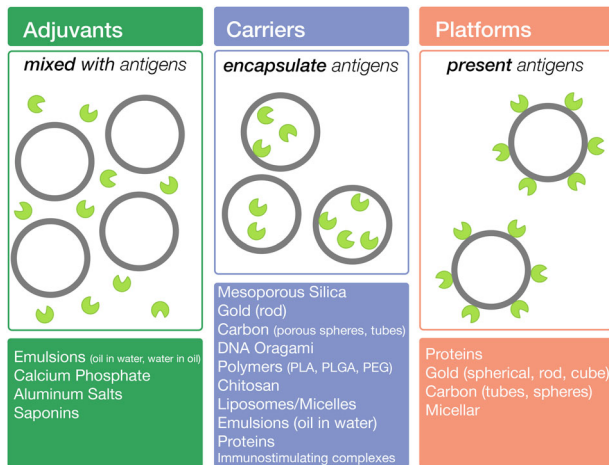 Adjuvants
mixed with antigens
Emulsions (oil in water, water in oil)
Calcium Phosphate
Aluminum Salts
Saponins
Carriers
encapsulate antigens
Mesoporous Silica
Gold (rod)
Carbon (porous spheres, tubes)
DNA Oragami
Polymers (PLA, PLGA, PEG)
Chitosan
Liposomes/Micelles
Emulsions (oil in water)
Proteins
Immunostimulating complexes
Platforms
present antigens
Proteins
Gold (spherical, rod, cube)
Carbon (tubes, spheres)
Micellar